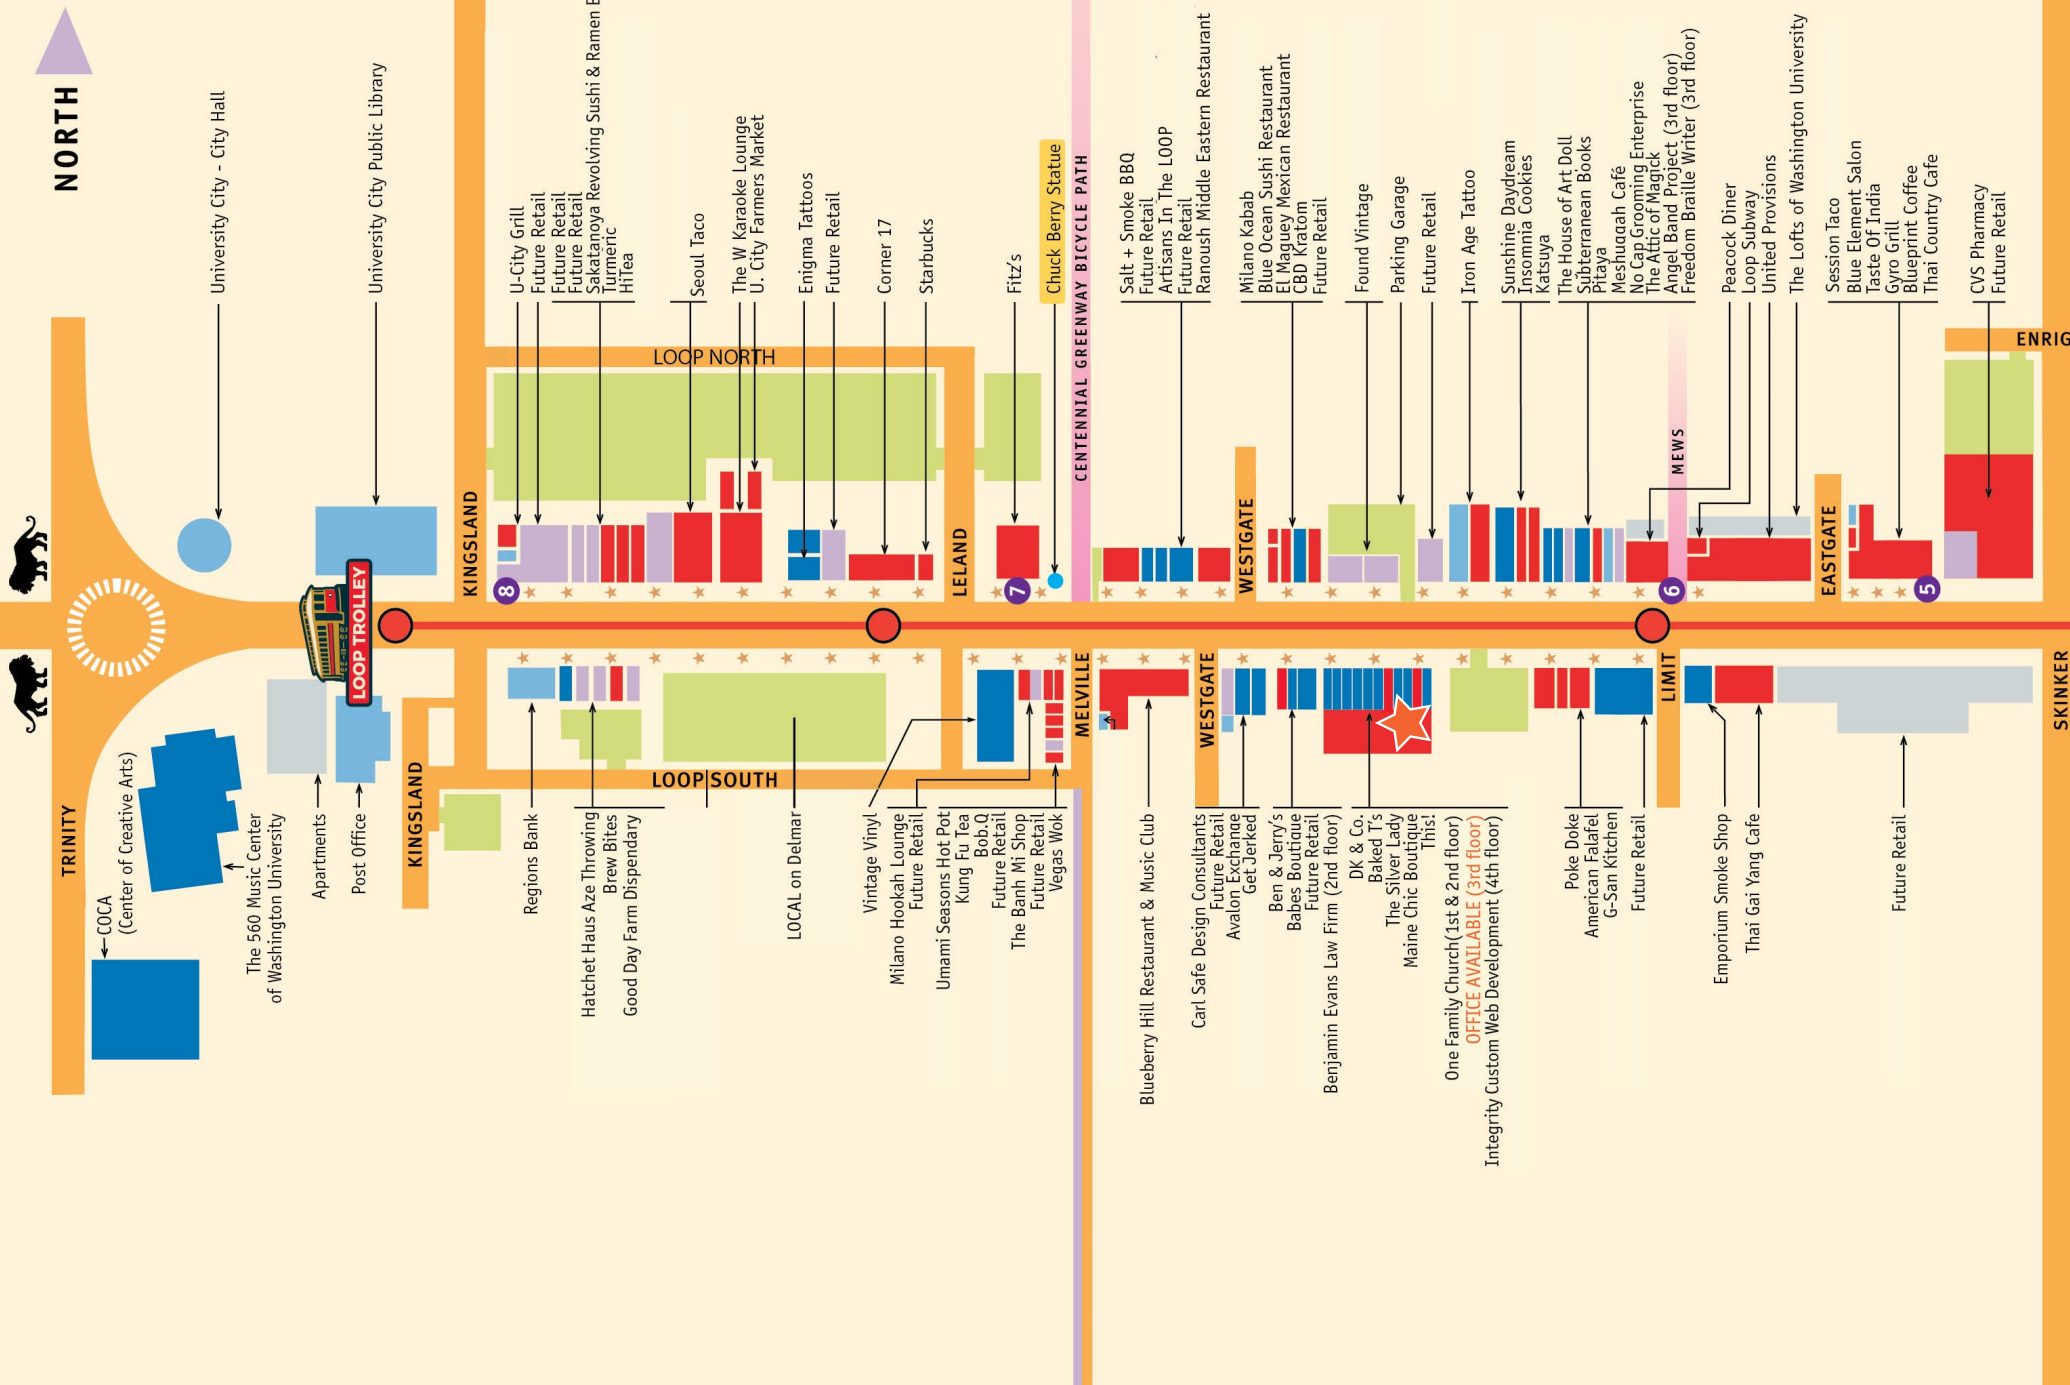 NORTH
University City - City Hall
University City Public Library
U-City Grill
Future Retail
Future Retail
Future Retail
Sakatanoya Revolving Sushi & Ramen
Turmeric
HiTea
Seoul Taco
The W Karaoke Lounge
U. City Farmers Market
Enigma Tattoos
Future Retail
Corner 17
Starbucks
Fitz's
Chuck Berry Statue
CENTENNIAL GREENWAY BICYCLE PATH
Salt + Smoke BBQ
Future Retail
Artisans In The LOOP
Future Retail
Ranoush Middle Eastern Restaurant
Milano Kabab
Blue Ocean Sushi Restaurant
El Maguey Mexican Restaurant
CBD Kratom
Future Retail
Found Vintage
Parking Garage
Future Retail
Iron Age Tattoo
Sunshine Daydream
Insomnia Cookies
Katsuya
The House of Art Doll
Subterranean Books
Pitaya
Meshuggah Café
No Cap Grooming Enterprise
The Attic of Magick
Angel Band Project (3rd floor)
Freedom Braille Writer (3rd floor)
Peacock Diner
Loop Subway
United Provisions
The Lofts of Washington University
Session Taco
Blue Element Salon
Taste Of India
Gyro Grill
Blueprint Coffee
Thai Country Cafe
CVS Pharmacy
Future Retail
ENRIG
LOOP NORTH
KINGSLAND
LELAND
WESTGATE
MEWS
EASTGATE
8
7
6
5
LOOP TROLLEY
TRINITY
KINGSLAND
LOOP SOUTH
MELVILLE
WESTGATE
LIMIT
SKINKER
COCA
(Center of Creative Arts)
The 560 Music Center
of Washington University
Apartments
Post Office
Regions Bank
Hatchet Haus Axe Throwing
Brew Bites
Good Day Farm Dispendary
LOCAL on Delmar
Vintage Vinyl
Milano Hookah Lounge
Future Retail
Umami Seasons Hot Pot
Kung Fu Tea
Bob.Q
Future Retail
The Banh Mi Shop
Future Retail
Vegas Wok
Blueberry Hill Restaurant & Music Club
Carl Safe Design Consultants
Future Retail
Avalon Exchange
Get Jerked
Ben & Jerry's
Babes Boutique
Future Retail
Benjamin Evans Law Firm (2nd floor)
DK & Co.
Baked T's
The Silver Lady
Maine Chic Boutique
This!
One Family Church(1st & 2nd floor)
OFFICE AVAILABLE (3rd floor)
Integrity Custom Web Development (4th floor)
Poke Doke
American Falafel
G-San Kitchen
Future Retail
Emporium Smoke Shop
Thai Gai Yang Cafe
Future Retail